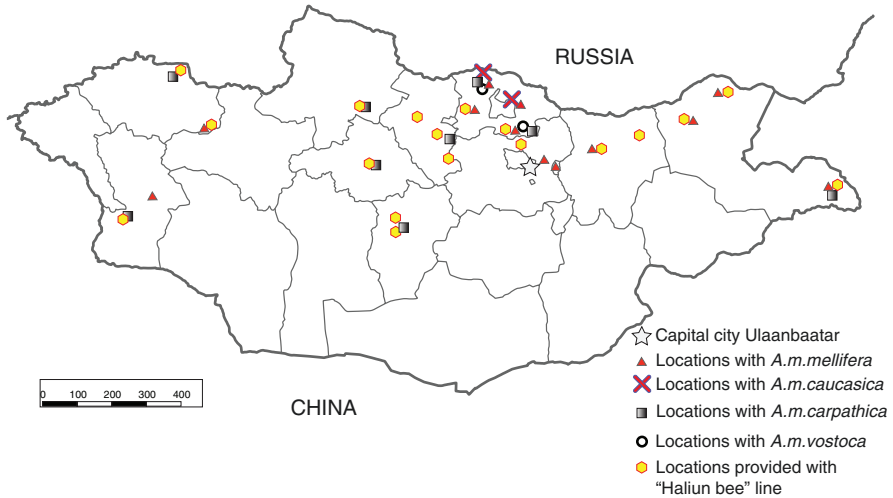 RUSSIA
CHINA
0 100 200 300 400
Capital city Ulaanbaatar
Locations with A.m.mellifera
Locations with A.m.caucasica
Locations with A.m.carpathica
Locations with A.m.vostoca
Locations provided with
“Haliun bee” line